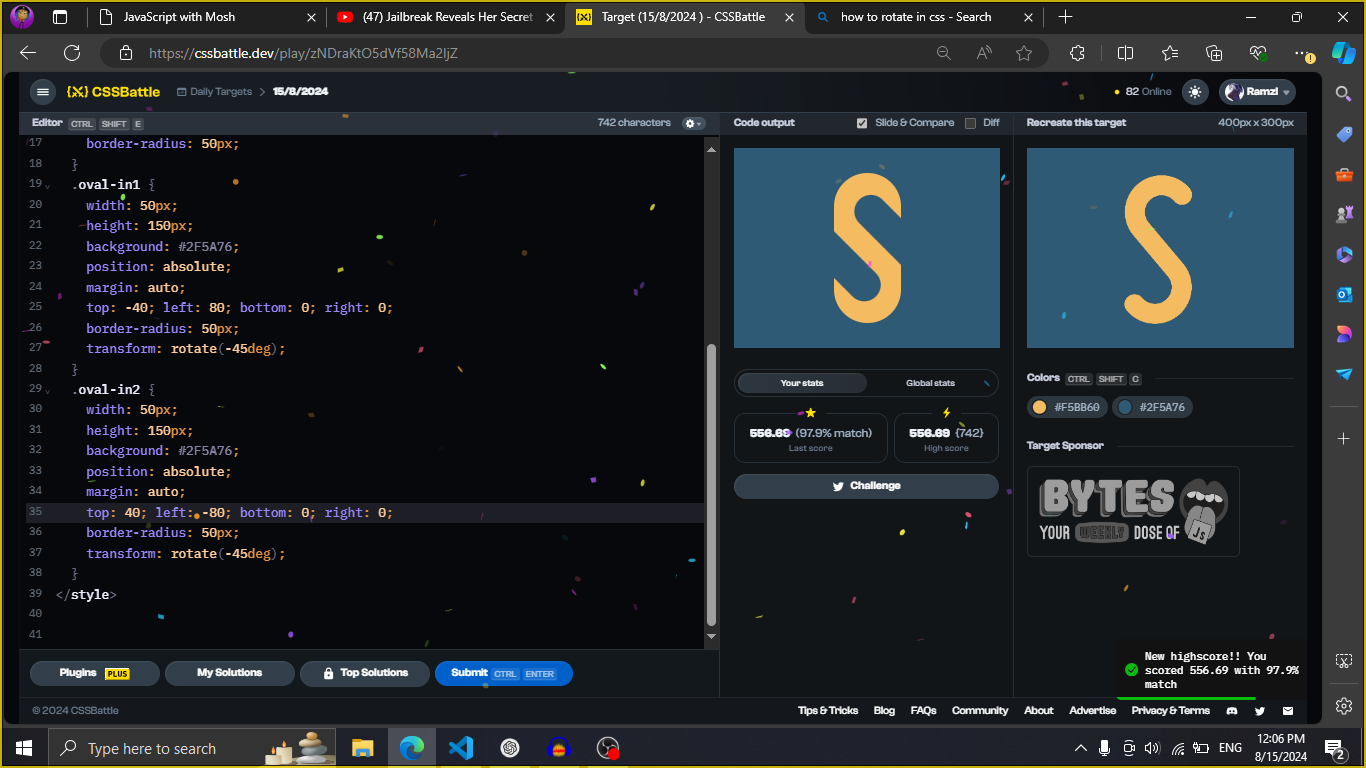 JavaScript with Mosh
(47) Jailbreak Reveals Her Secret
Target (15/8/2024 ) - CSSBattle
how to rotate in css - Search
https://cssbattle.dev/play/zNDraKtO5dVf58Ma2IjZ
{X} CSSBattle
Daily Targets > 15/8/2024
82 Online
Ramzi
Editor CTRL SHIFT E
742 characters
17 border-radius: 50px;
18 }
19 .oval-in1 {
20 width: 50px;
21 height: 150px;
22 background: #2F5A76;
23 position: absolute;
24 margin: auto;
25 top: -40; left: 80; bottom: 0; right: 0;
26 border-radius: 50px;
27 transform: rotate(-45deg);
28 }
29 .oval-in2 {
30 width: 50px;
31 height: 150px;
32 background: #2F5A76;
33 position: absolute;
34 margin: auto;
35 top: 40; left: -80; bottom: 0; right: 0;
36 border-radius: 50px;
37 transform: rotate(-45deg);
38 }
39 </style>
40
41
Plugins PLUS
My Solutions
Top Solutions
Submit CTRL ENTER
Code output
Slide & Compare
Diff
Your stats
Global stats
556.69 (97.9% match)
Last score
556.69 {742}
High score
Challenge
Recreate this target
400px x 300px
Colors CTRL SHIFT C
#F5BB60
#2F5A76
Target Sponsor
BYTES
YOUR WEEKLY DOSE OF JS
New highscore!! You
scored 556.69 with 97.9%
match
© 2024 CSSBattle
Tips & Tricks
Blog
FAQs
Community
About
Advertise
Privacy & Terms
Type here to search
ENG
12:06 PM
8/15/2024
2